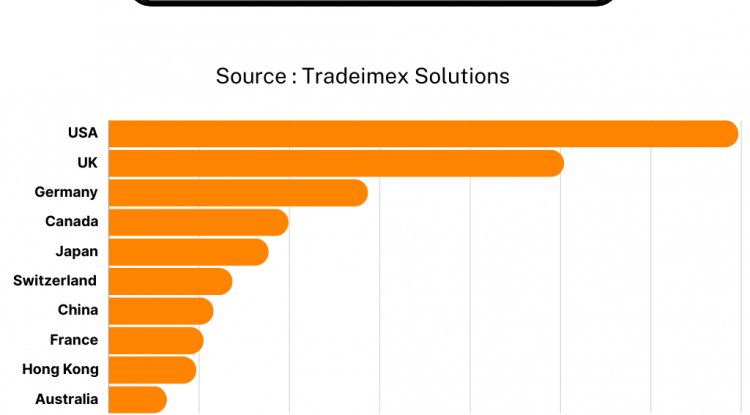 Source : Tradeimex Solutions
USA
UK
Germany
Canada
Japan
Switzerland
China
France
Hong Kong
Australia